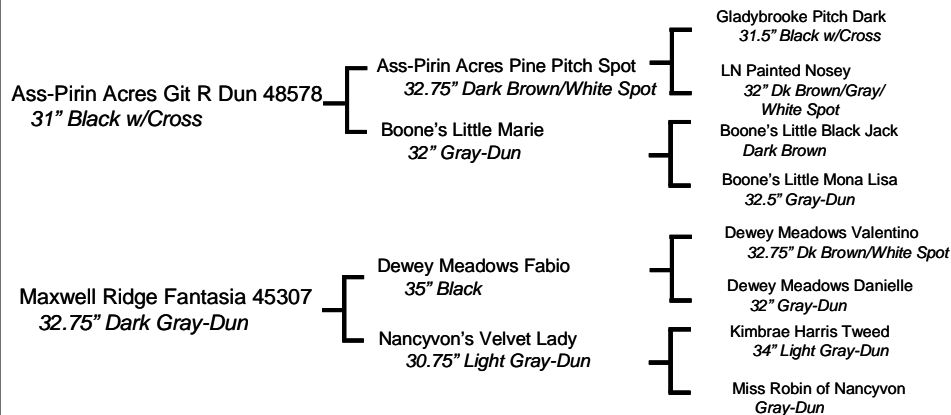 Gladybrooke Pitch Dark
31.5” Black w/Cross
Ass-Pirin Acres Pine Pitch Spot
32.75” Dark Brown/White Spot
LN Painted Nosey
32” Dk Brown/Gray/
White Spot
Ass-Pirin Acres Git R Dun 48578
31” Black w/Cross
Boone’s Little Marie
32” Gray-Dun
Boone’s Little Black Jack
Dark Brown
Boone’s Little Mona Lisa
32.5” Gray-Dun
Dewey Meadows Valentino
32.75” Dk Brown/White Spot
Dewey Meadows Fabio
35” Black
Dewey Meadows Danielle
32” Gray-Dun
Maxwell Ridge Fantasia 45307
32.75” Dark Gray-Dun
Nancyvon’s Velvet Lady
30.75” Light Gray-Dun
Kimbrae Harris Tweed
34” Light Gray-Dun
Miss Robin of Nancyvon
Gray-Dun